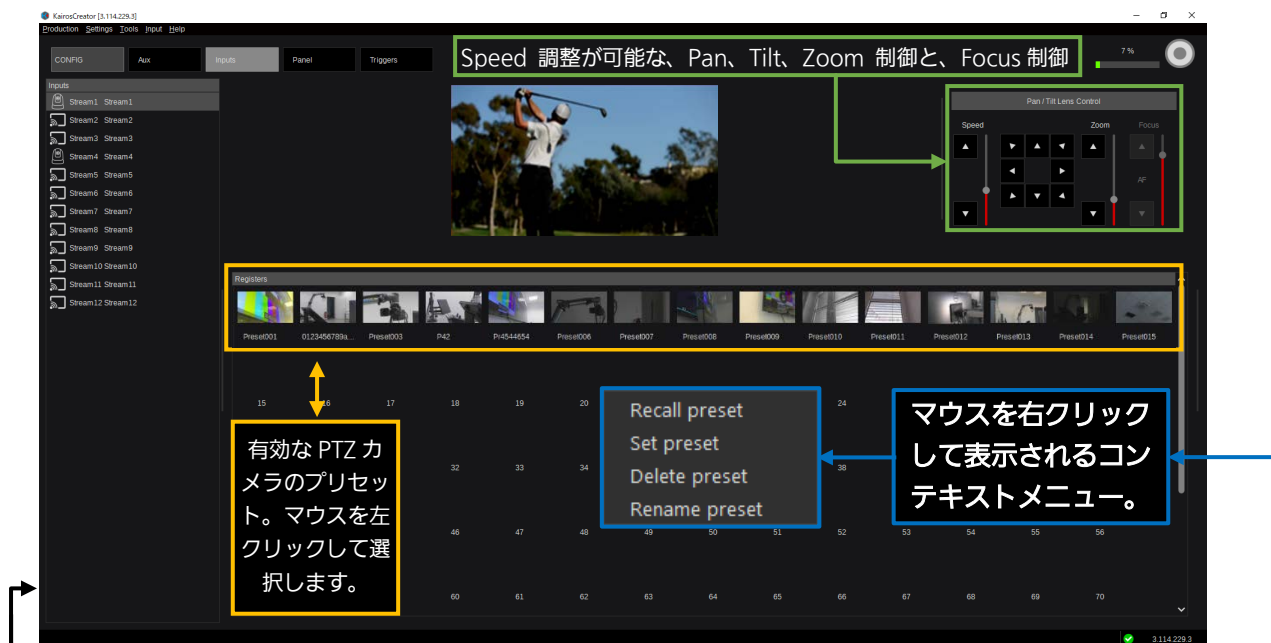 KairosCreator [3.114.229.3]
Production Settings Tools Input Help
CONFIG Aux Inputs Panel Triggers
Speed 調整が可能な、Pan、Tilt、Zoom 制御と、Focus 制御
7 %
Inputs
Stream1 Stream1
Stream2 Stream2
Stream3 Stream3
Stream4 Stream4
Stream5 Stream5
Stream6 Stream6
Stream7 Stream7
Stream8 Stream8
Stream9 Stream9
Stream10 Stream10
Stream11 Stream11
Stream12 Stream12
Pan / Tilt Lens Control
Speed Zoom Focus
AF
Registers
Preset001 0123456789a... Preset003 P42 Pr4544654 Preset006 Preset007 Preset008 Preset009 Preset010 Preset011 Preset012 Preset013 Preset014 Preset015
15 16 17 18 19 20 24
32 33 34 38
46 47 48 49 50 51 52 53 54 55 56
60 61 62 63 64 65 66 67 68 69 70
有効な PTZ カ
メラのプリセッ
ト。マウスを左
クリックして選
択します。
Recall preset
Set preset
Delete preset
Rename preset
マウスを右クリック
して表示されるコン
テキストメニュー。
3.114.229.3